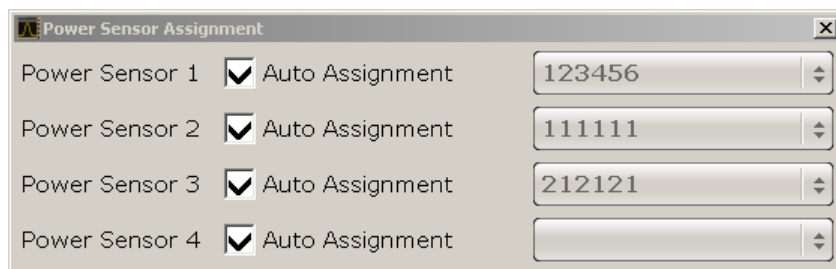 Power Sensor Assignment
Power Sensor 1 Auto Assignment 123456
Power Sensor 2 Auto Assignment 111111
Power Sensor 3 Auto Assignment 212121
Power Sensor 4 Auto Assignment